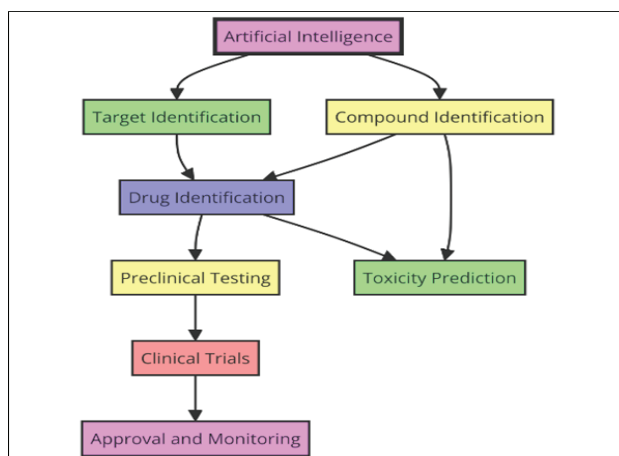 Artificial Intelligence
Target Identification
Compound Identification
Drug Identification
Preclinical Testing
Toxicity Prediction
Clinical Trials
Approval and Monitoring